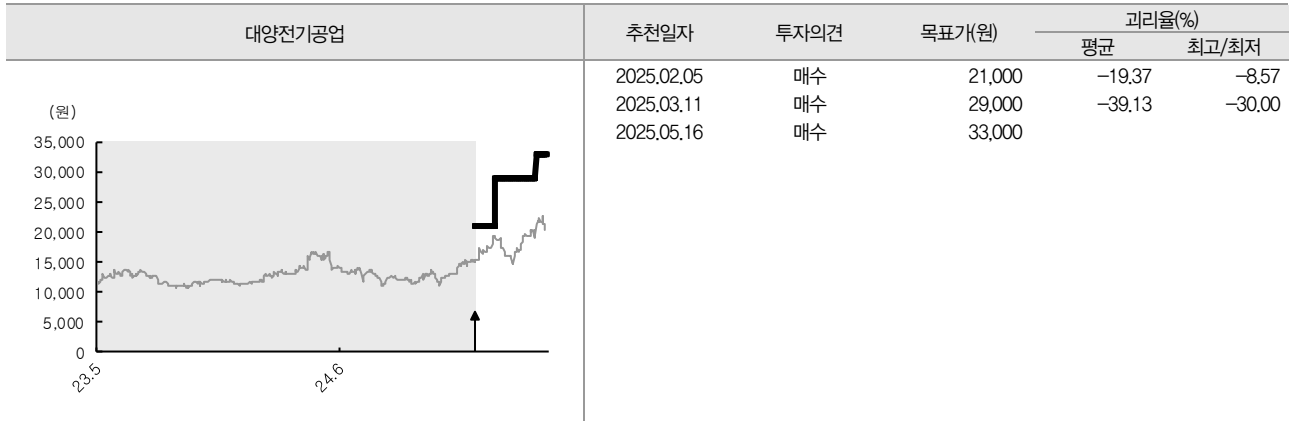 대양전기공업 추천일자 투자의견 목표가(원) 괴리율(%)
평균 최고/최저
2025.02.05 매수 21,000 -19.37 -8.57
2025.03.11 매수 29,000 -39.13 -30.00
2025.05.16 매수 33,000
(원)
35,000
30,000
25,000
20,000
15,000
10,000
5,000
0
23.5 24.6